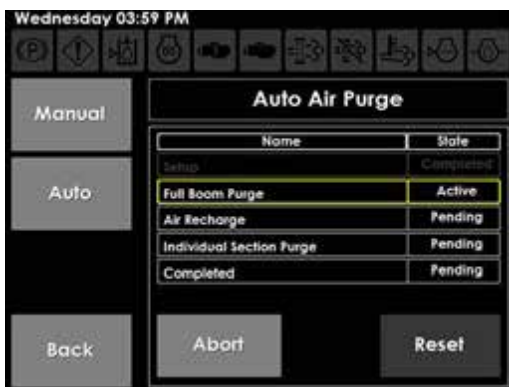 Wednesday 03:59 PM
Manual
Auto Air Purge
Name State
Setup Completed
Auto
Full Boom Purge Active
Air Recharge Pending
Individual Section Purge Pending
Completed Pending
Back
Abort
Reset